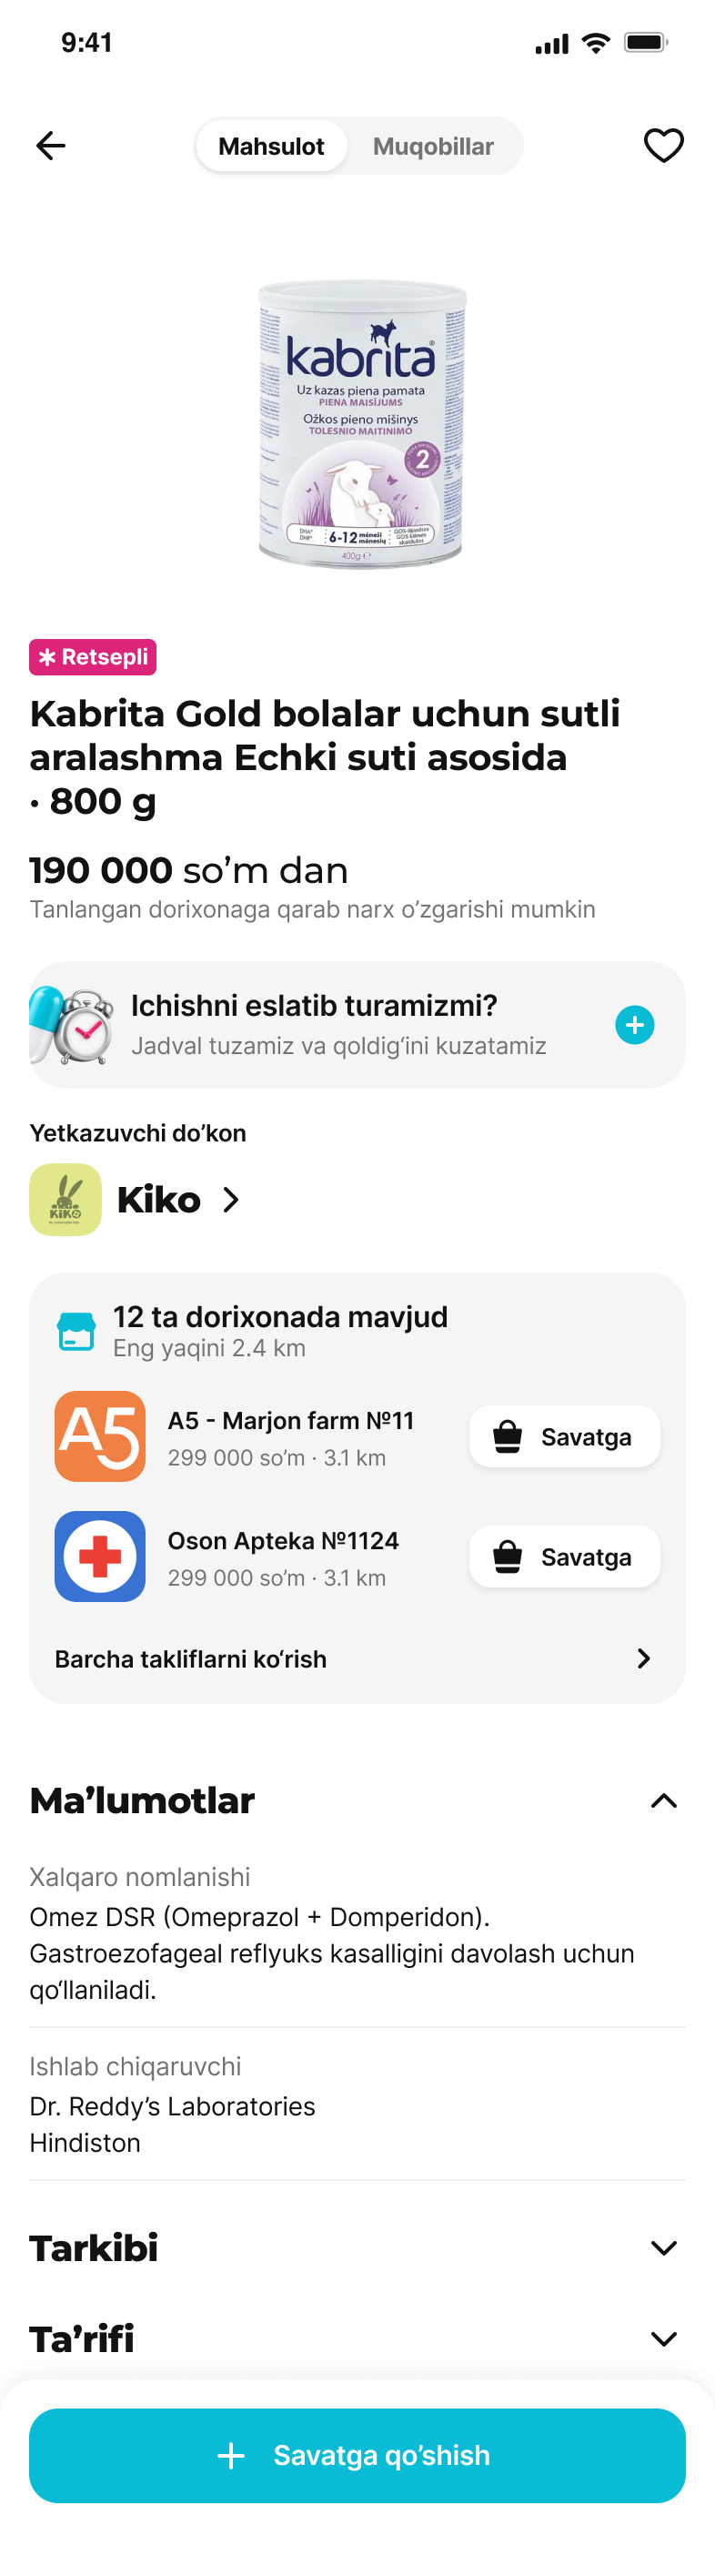 9:41
Mahsulot
Muqobillar
kabrita®
Uz kazas piena pamata
PIENA MAISĪJUMS
Ožkos pieno mišinys
TOLESNIO MAITINIMO
2
DHA*
DHR*
6-12 mēneši
mėnesių
400g ℮
Retsepli
Kabrita Gold bolalar uchun sutli
aralashma Echki suti asosida
· 800 g
190 000 so’m dan
Tanlangan dorixonaga qarab narx o’zgarishi mumkin
Ichishni eslatib turamizmi?
Jadval tuzamiz va qoldig‘ini kuzatamiz
Yetkazuvchi do’kon
KiKO
Kiko
12 ta dorixonada mavjud
Eng yaqini 2.4 km
A5
A5 - Marjon farm №11
299 000 so’m · 3.1 km
Savatga
Oson Apteka №1124
299 000 so’m · 3.1 km
Savatga
Barcha takliflarni ko‘rish
Ma’lumotlar
Xalqaro nomlanishi
Omez DSR (Omeprazol + Domperidon).
Gastroezofageal reflyuks kasalligini davolash uchun
qo‘llaniladi.
Ishlab chiqaruvchi
Dr. Reddy’s Laboratories
Hindiston
Tarkibi
Ta’rifi
Savatga qo’shish